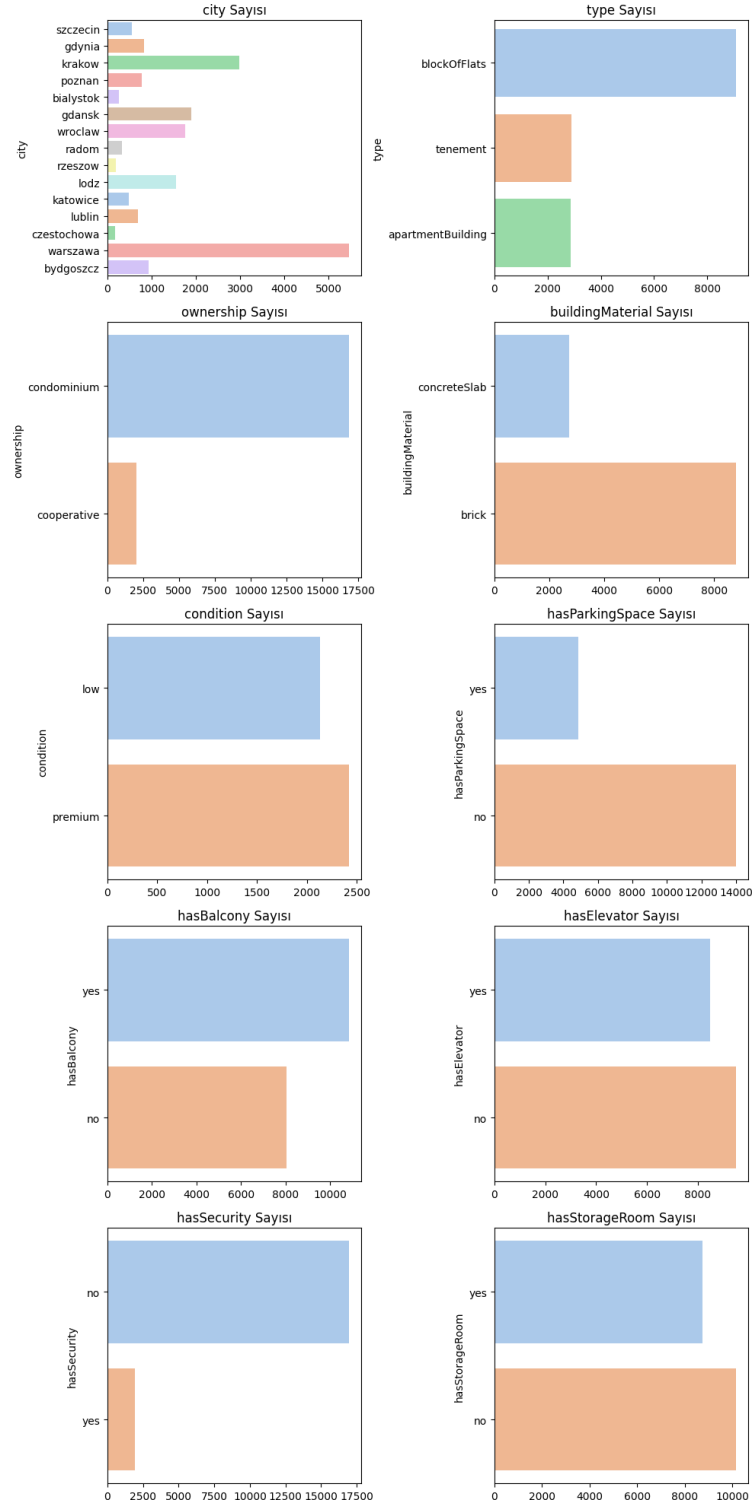 city Sayısı
city
szczecin
gdynia
krakow
poznan
bialystok
gdansk
wroclaw
radom
rzeszow
lodz
katowice
lublin
czestochowa
warszawa
bydgoszcz
0 1000 2000 3000 4000 5000
type Sayısı
type
blockOfFlats
tenement
apartmentBuilding
0 2000 4000 6000 8000
ownership Sayısı
ownership
condominium
cooperative
0 2500 5000 7500 10000 12500 15000 17500
buildingMaterial Sayısı
buildingMaterial
concreteSlab
brick
0 2000 4000 6000 8000
condition Sayısı
condition
low
premium
0 500 1000 1500 2000 2500
hasParkingSpace Sayısı
hasParkingSpace
yes
no
0 2000 4000 6000 8000 10000 12000 14000
hasBalcony Sayısı
hasBalcony
yes
no
0 2000 4000 6000 8000 10000
hasElevator Sayısı
hasElevator
yes
no
0 2000 4000 6000 8000
hasSecurity Sayısı
hasSecurity
no
yes
0 2500 5000 7500 10000 12500 15000 17500
hasStorageRoom Sayısı
hasStorageRoom
yes
no
0 2000 4000 6000 8000 10000